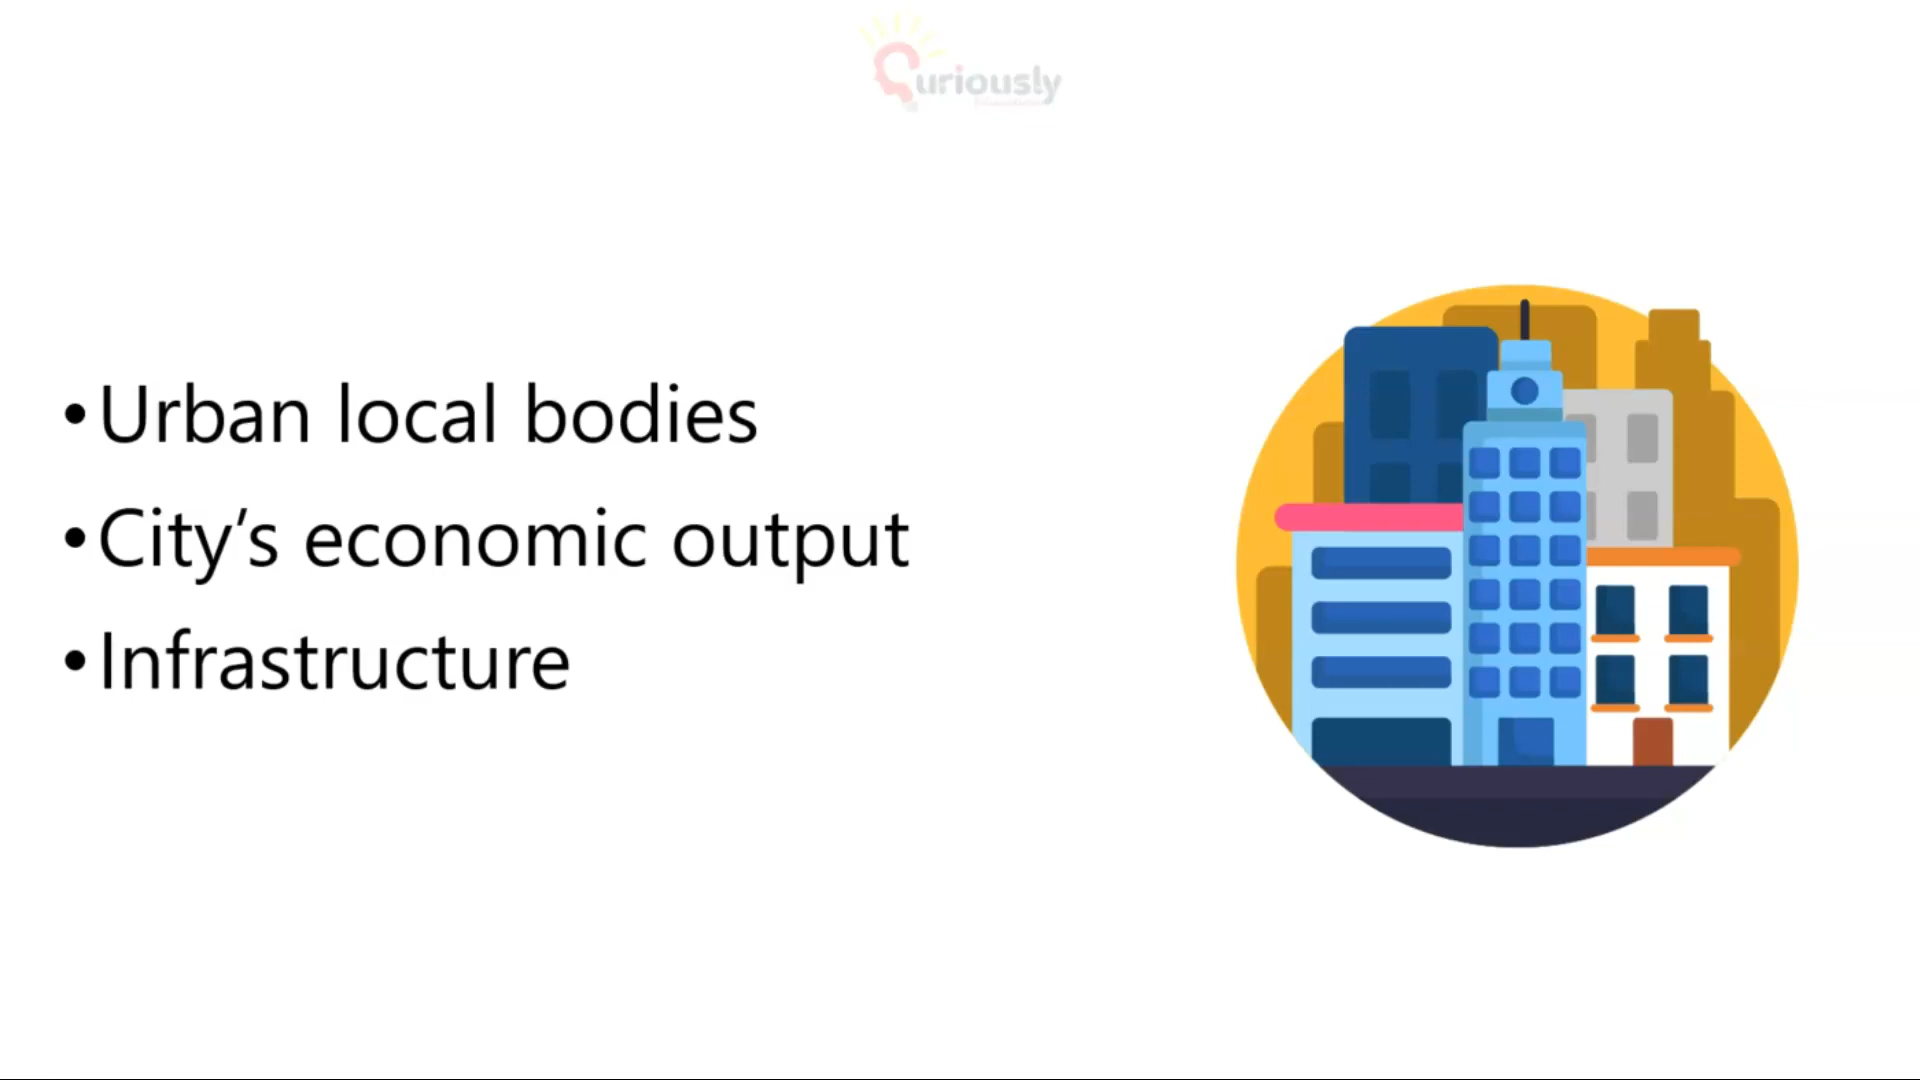 Curiously
•Urban local bodies
•City’s economic output
•Infrastructure